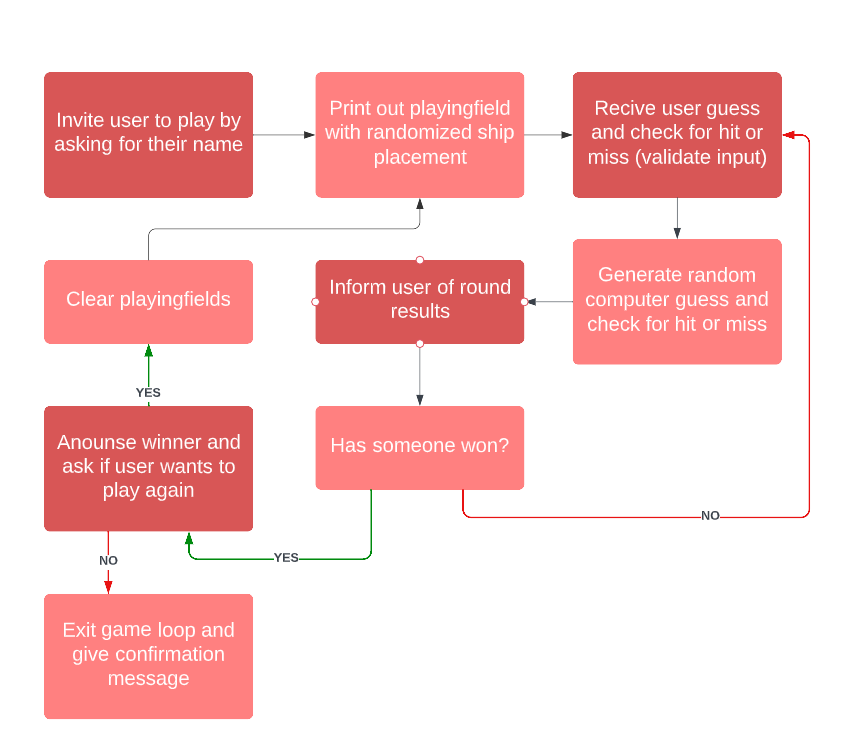 Invite user to play by
asking for their name
Print out playingfield
with randomized ship
placement
Recive user guess
and check for hit or
miss (validate input)
Generate random
computer guess and
check for hit or miss
Inform user of round
results
Has someone won?
NO
YES
Anounse winner and
ask if user wants to
play again
YES
Clear playingfields
NO
Exit game loop and
give confirmation
message